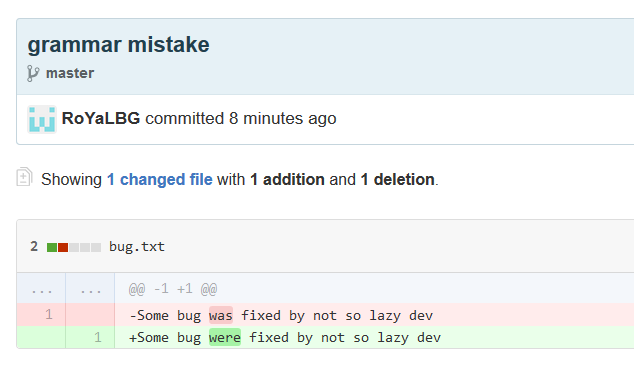 grammar mistake
master
RoYaLBG committed 8 minutes ago
Showing 1 changed file with 1 addition and 1 deletion.
2 bug.txt
... ... @@ -1 +1 @@
1 -Some bug was fixed by not so lazy dev
1 +Some bug were fixed by not so lazy dev